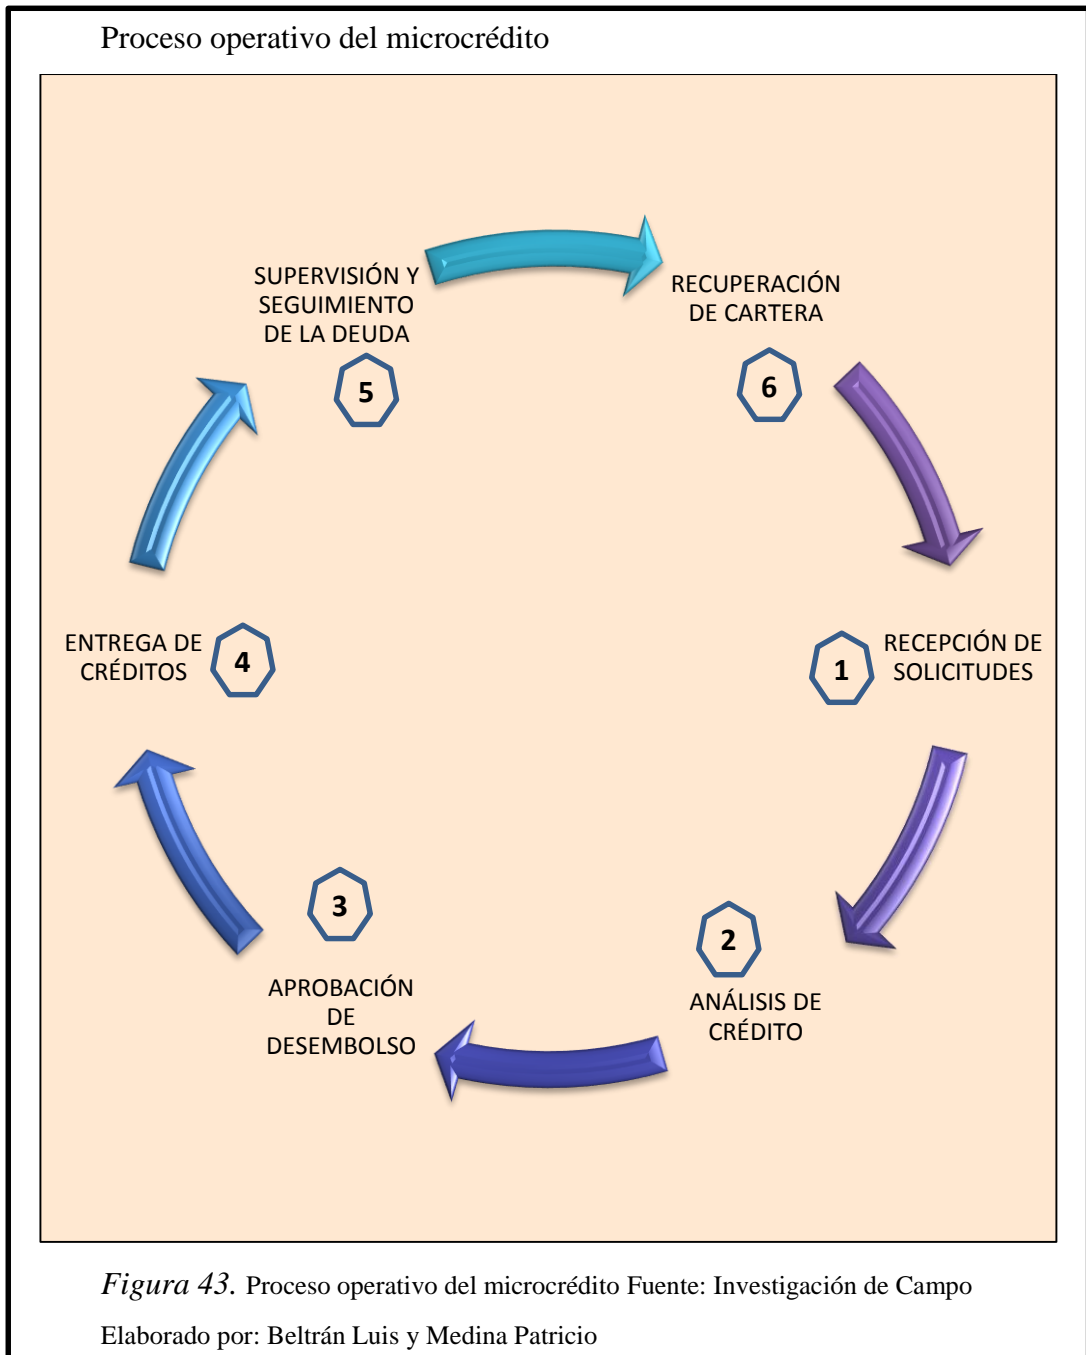 Proceso operativo del microcrédito
SUPERVISIÓN Y
SEGUIMIENTO
DE LA DEUDA
5
RECUPERACIÓN
DE CARTERA
6
ENTREGA DE
CRÉDITOS
4
1
RECEPCIÓN DE
SOLICITUDES
3
APROBACIÓN
DE
DESEMBOLSO
2
ANÁLISIS DE
CRÉDITO
Figura 43. Proceso operativo del microcrédito Fuente: Investigación de Campo
Elaborado por: Beltrán Luis y Medina Patricio